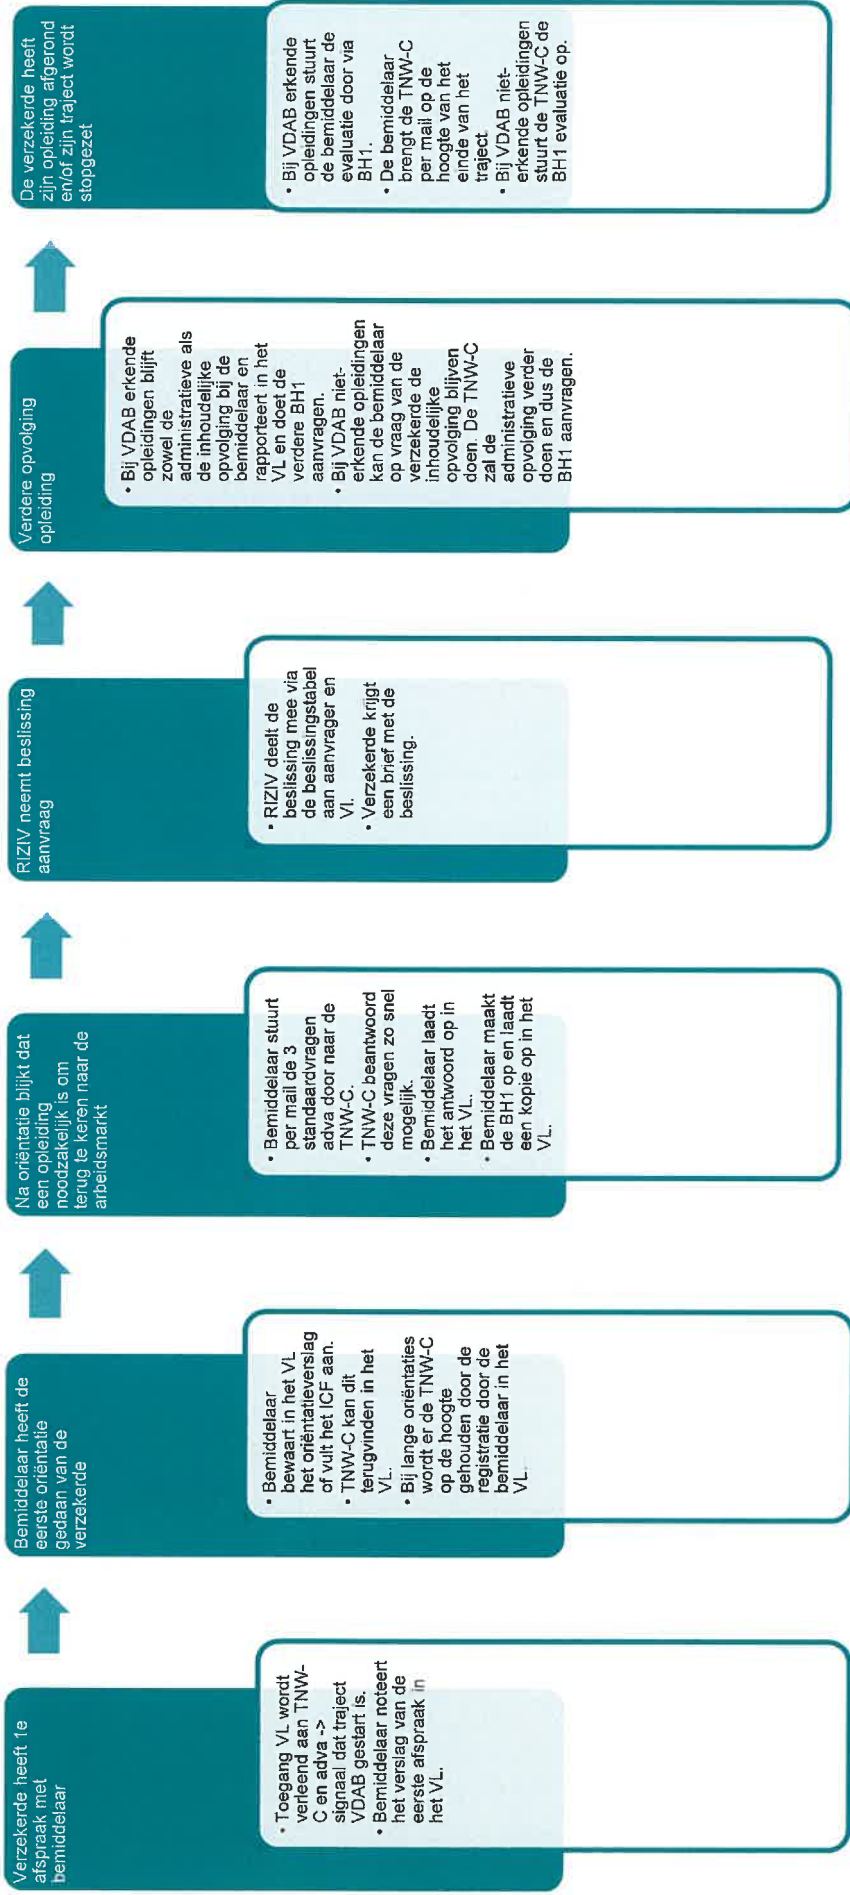 Verzekerde heeft 1e
afspraak met
bemiddelaar
• Toegang VL wordt
verleend aan TNW-
C en adva ->
signaal dat traject
VDAB gestart is.
• Bemiddelaar noteert
het verslag van de
eerste afspraak in
het VL.
Bemiddelaar heeft de
eerste oriëntatie
gedaan van de
verzekerde
• Bemiddelaar
bewaart in het VL
het oriëntatieverslag
of vult het ICF aan.
• TNW-C kan dit
terugvinden in het
VL.
• Bij lange oriëntaties
wordt er de TNW-C
op de hoogte
gehouden door de
registratie door de
bemiddelaar in het
VL.
Na oriëntatie blijkt dat
een opleiding
noodzakelijk is om
terug te keren naar de
arbeidsmarkt
• Bemiddelaar stuurt
per mail de 3
standaardvragen
adva door naar de
TNW-C.
• TNW-C beantwoord
deze vragen zo snel
mogelijk.
• Bemiddelaar laadt
het antwoord op in
het VL.
• Bemiddelaar maakt
de BH1 op en laadt
een kopie op in het
VL.
RIZIV neemt beslissing
aanvraag
• RIZIV deelt de
beslissing mee via
de beslissingstabel
aan aanvrager en
VI.
• Verzekerde krijgt
een brief met de
beslissing.
Verdere opvolging
opleiding
• Bij VDAB erkende
opleidingen blijft
zowel de
administratieve als
de inhoudelijke
opvolging bij de
bemiddelaar en
rapporteert in het
VL en doet de
verdere BH1
aanvragen.
• Bij VDAB niet-
erkende opleidingen
kan de bemiddelaar
op vraag van de
verzekerde de
inhoudelijke
opvolging blijven
doen. De TNW-C
zal de
administratieve
opvolging verder
doen en dus de
BH1 aanvragen.
De verzekerde heeft
zijn opleiding afgerond
en/of zijn traject wordt
stopgezet
• Bij VDAB erkende
opleidingen stuurt
de bemiddelaar de
evaluatie door via
BH1.
• De bemiddelaar
brengt de TNW-C
per mail op de
hoogte van het
einde van het
traject.
• Bij VDAB niet-
erkende opleidingen
stuurt de TNW-C de
BH1 evaluatie op.